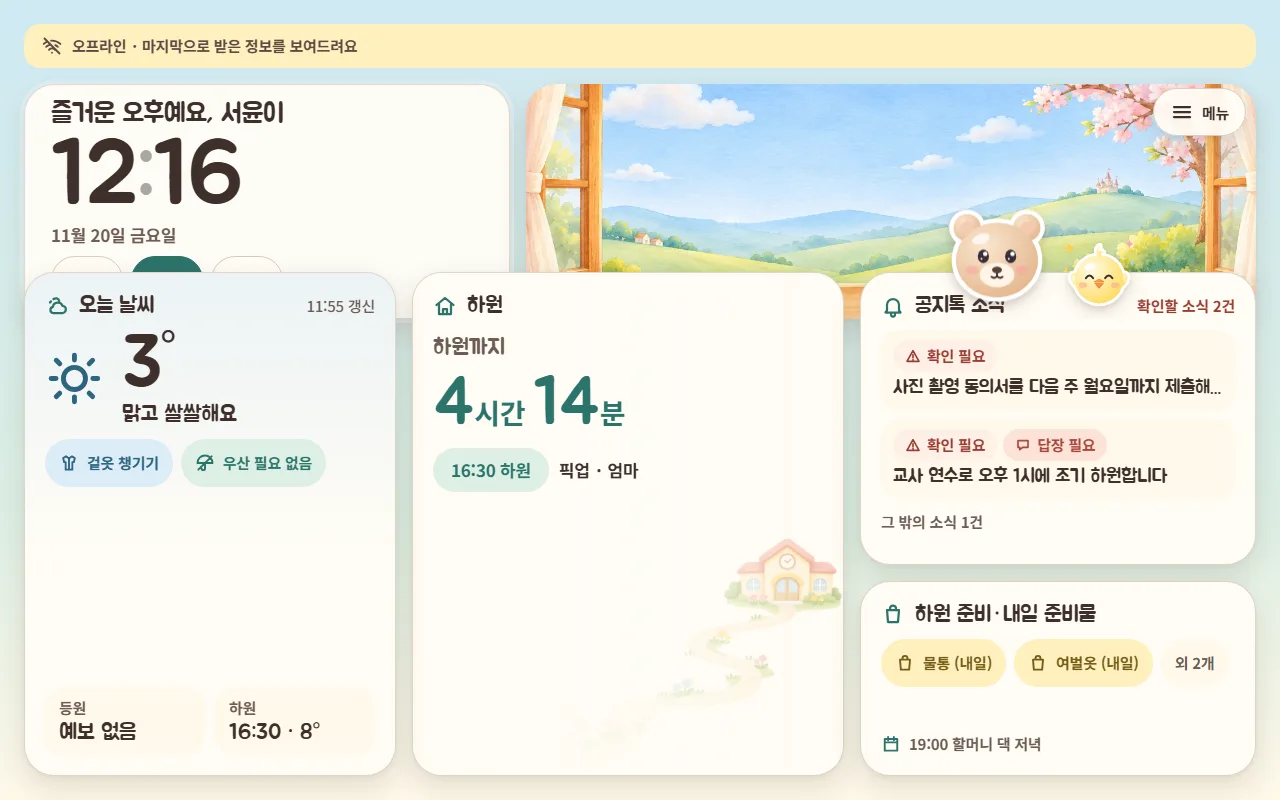 오프라인 · 마지막으로 받은 정보를 보여드려요
즐거운 오후예요, 서윤이
12:16
11월 20일 금요일
메뉴
오늘 날씨
11:55 갱신
3°
맑고 쌀쌀해요
겉옷 챙기기
우산 필요 없음
등원
예보 없음
하원
16:30 · 8°
하원
하원까지
4시간 14분
16:30 하원
픽업 · 엄마
공지톡 소식
확인할 소식 2건
확인 필요
사진 촬영 동의서를 다음 주 월요일까지 제출해...
확인 필요
답장 필요
교사 연수로 오후 1시에 조기 하원합니다
그 밖의 소식 1건
하원 준비·내일 준비물
물통 (내일)
여벌옷 (내일)
외 2개
19:00 할머니 댁 저녁